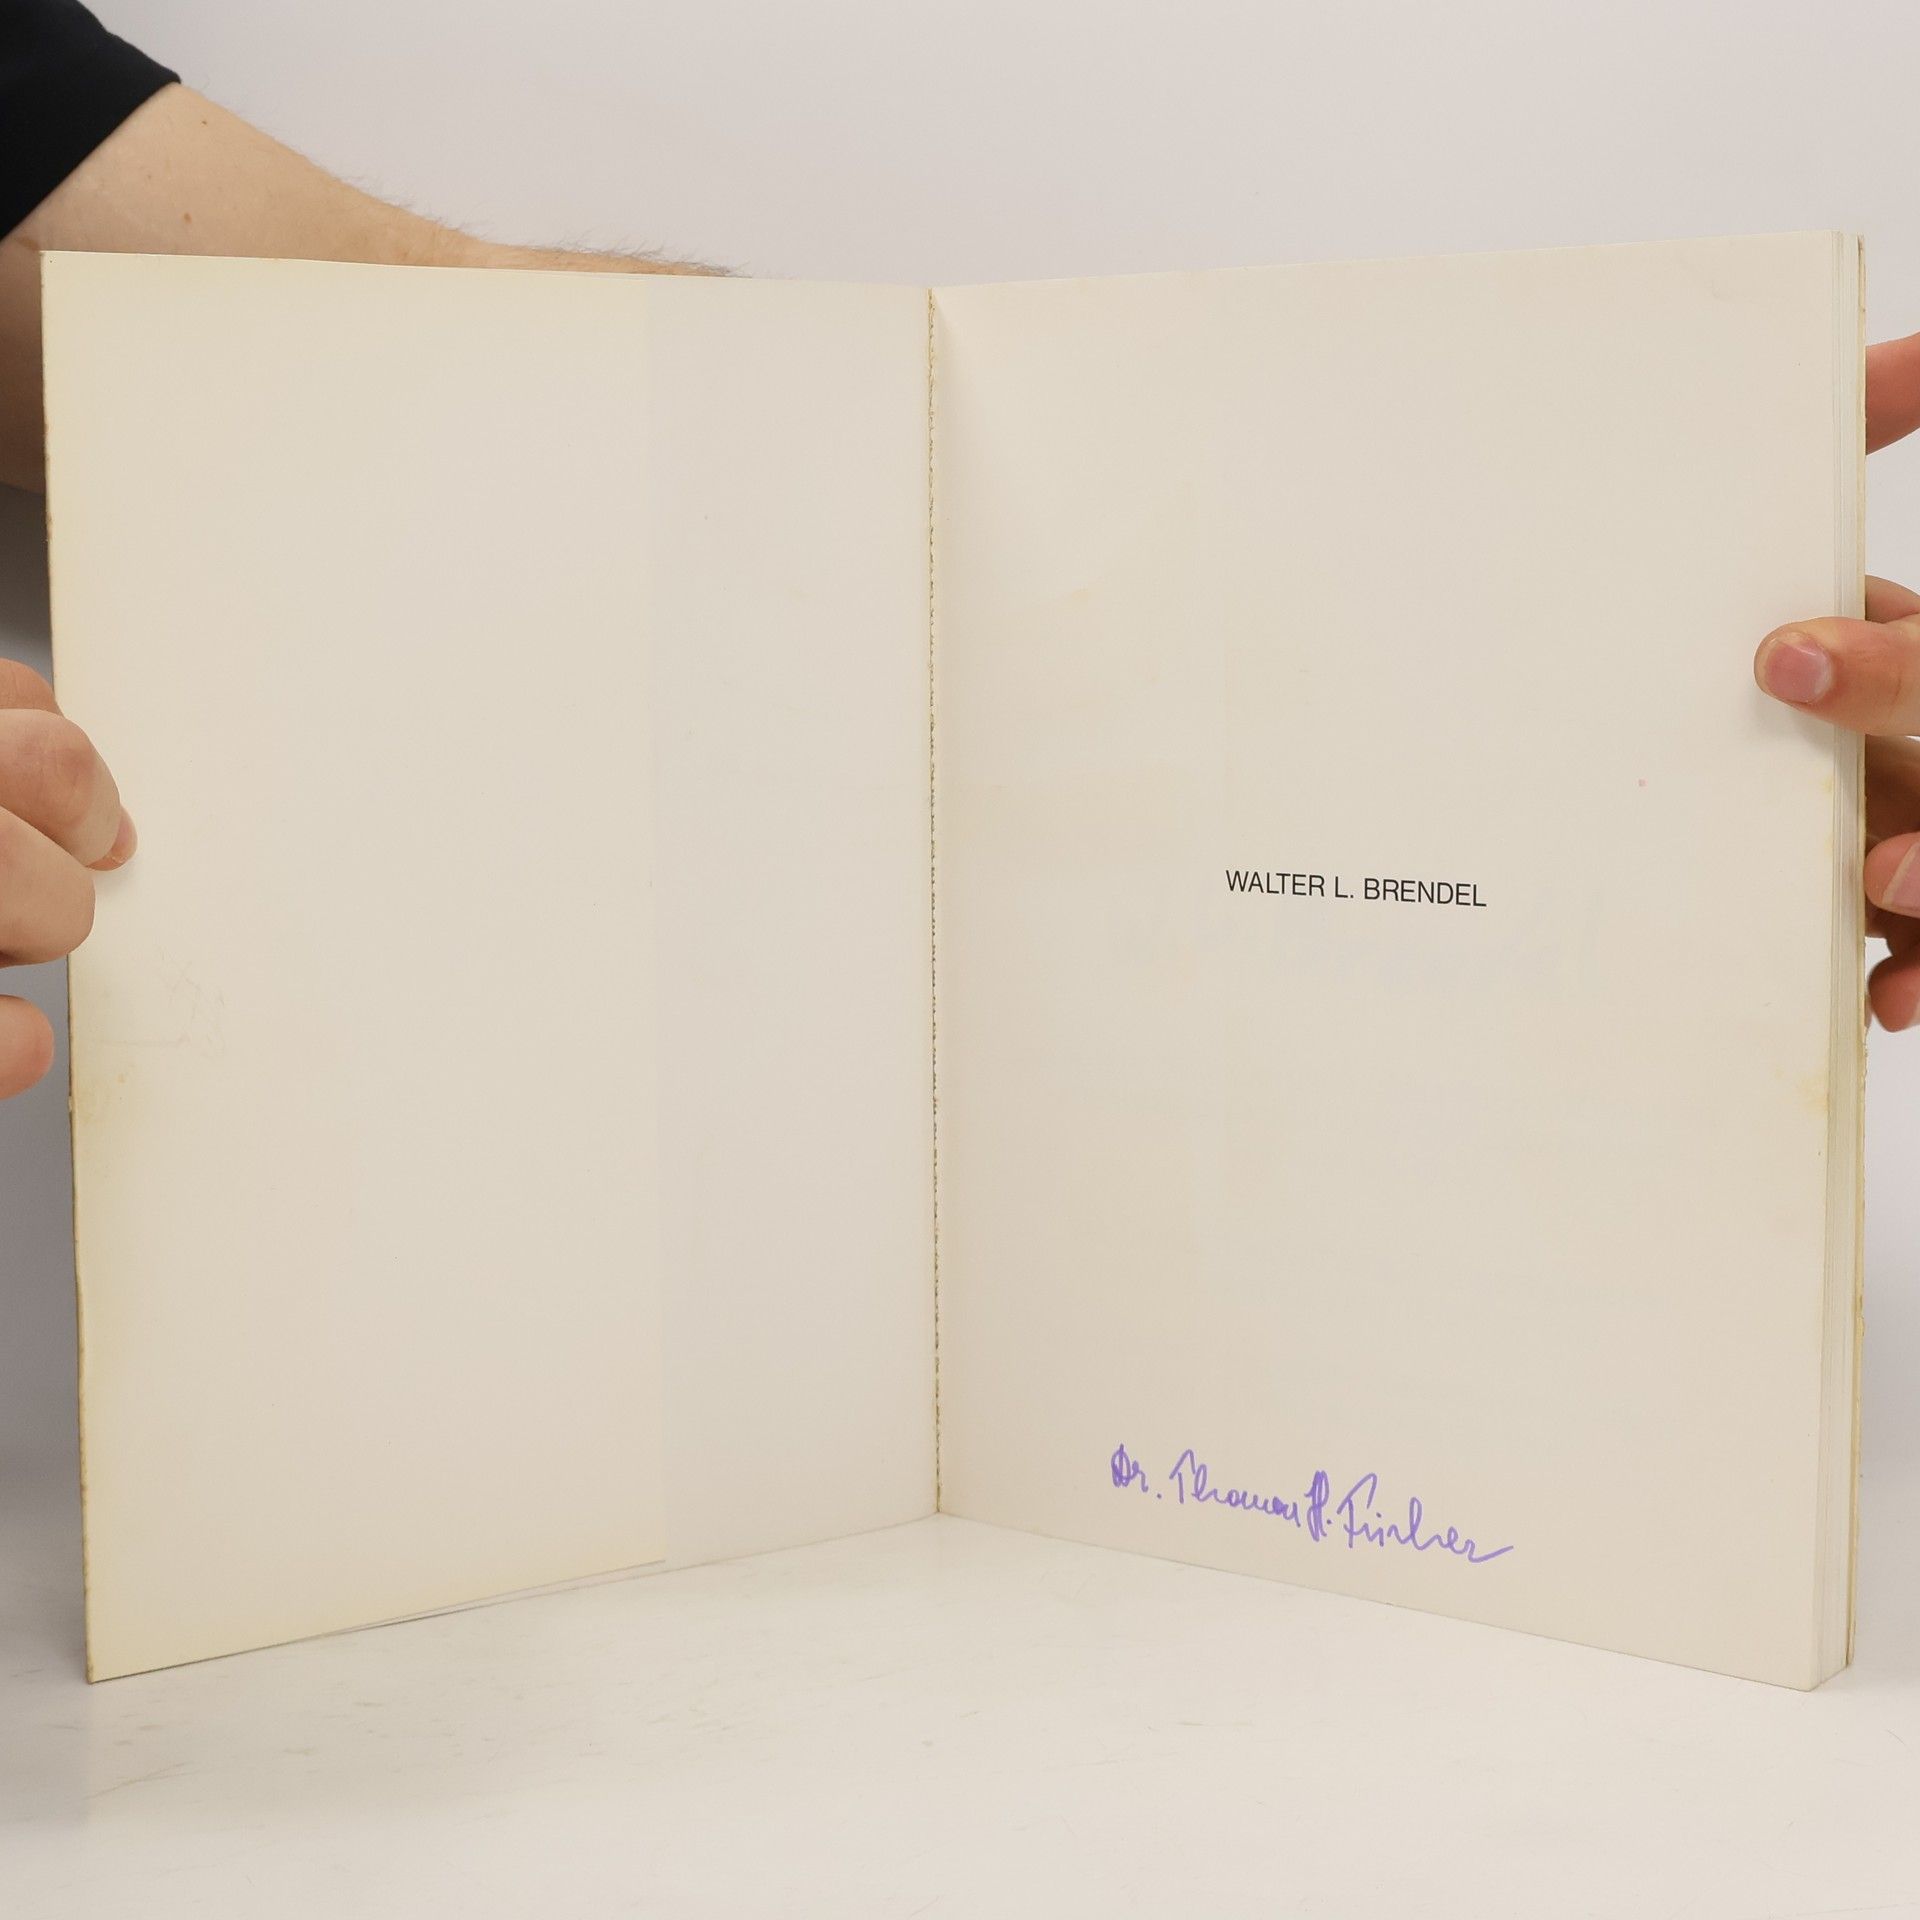 WALTER L. BRENDEL
Dr. Thomas H. Fischer